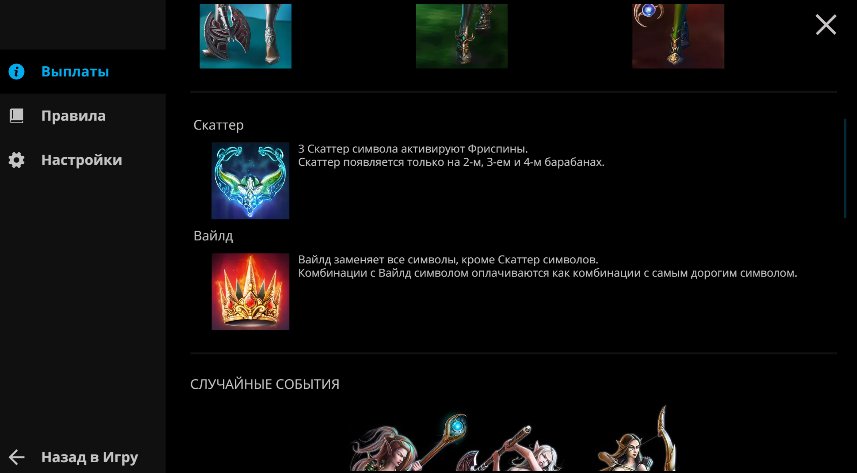 Выплаты
Правила
Настройки
Скаттер
3 Скаттер символа активируют Фриспины.
Скаттер появляется только на 2-м, 3-ем и 4-м барабанах.
Вайлд
Вайлд заменяет все символы, кроме Скаттер символов.
Комбинации с Вайлд символом оплачиваются как комбинации с самым дорогим символом.
СЛУЧАЙНЫЕ СОБЫТИЯ
Назад в Игру